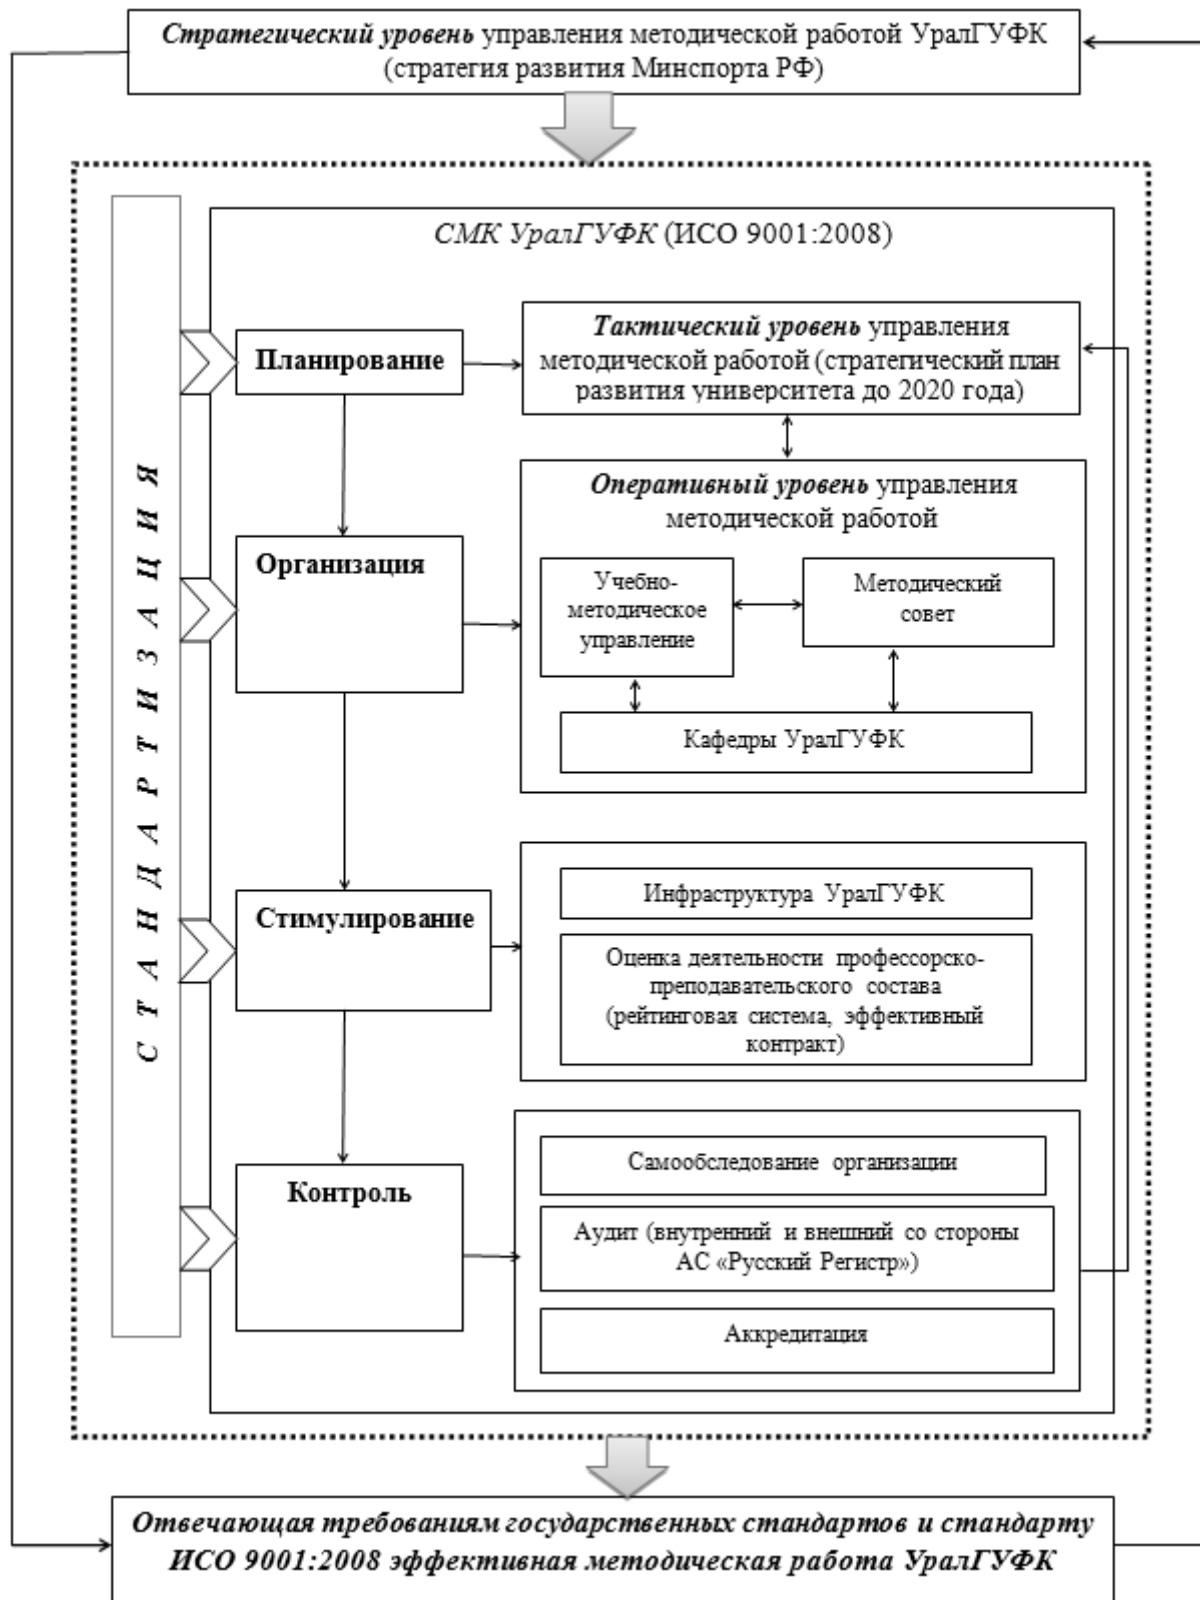 Стратегический уровень управления методической работой УралГУФК
(стратегия развития Минспорта РФ)
СТАНДАРТИЗАЦИЯ
СМК УралГУФК (ИСО 9001:2008)
Планирование
Тактический уровень управления
методической работой (стратегический план
развития университета до 2020 года)
Организация
Оперативный уровень управления
методической работой
Учебно-
методическое
управление
Методический
совет
Кафедры УралГУФК
Стимулирование
Инфраструктура УралГУФК
Оценка деятельности профессорско-
преподавательского состава
(рейтинговая система, эффективный
контракт)
Контроль
Самообследование организации
Аудит (внутренний и внешний со стороны
АС «Русский Регистр»)
Аккредитация
Отвечающая требованиям государственных стандартов и стандарту
ИСО 9001:2008 эффективная методическая работа УралГУФК